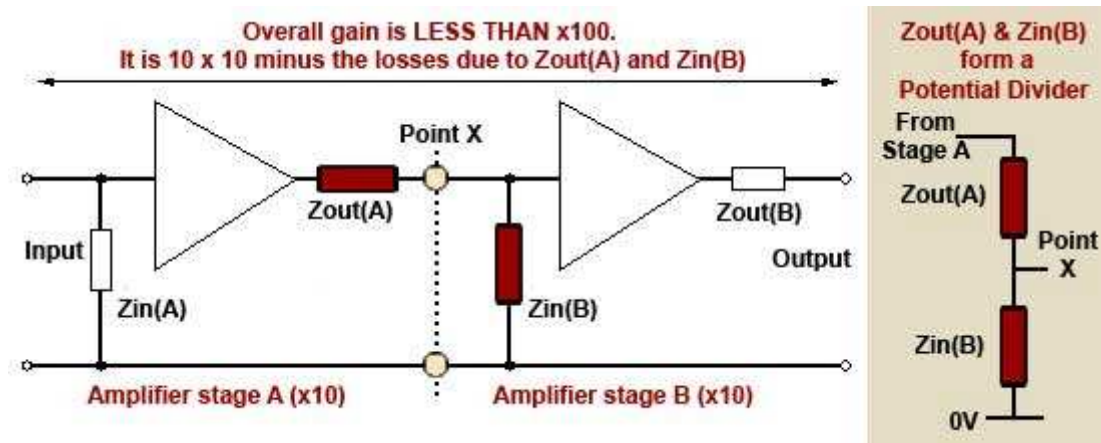 Overall gain is LESS THAN x100.
It is 10 x 10 minus the losses due to Zout(A) and Zin(B)
Point X
Zout(A)
Zout(B)
Input
Output
Zin(A)
Zin(B)
Amplifier stage A (x10)
Amplifier stage B (x10)
Zout(A) & Zin(B)
form a
Potential Divider
From
Stage A
Zout(A)
Point
X
Zin(B)
0V